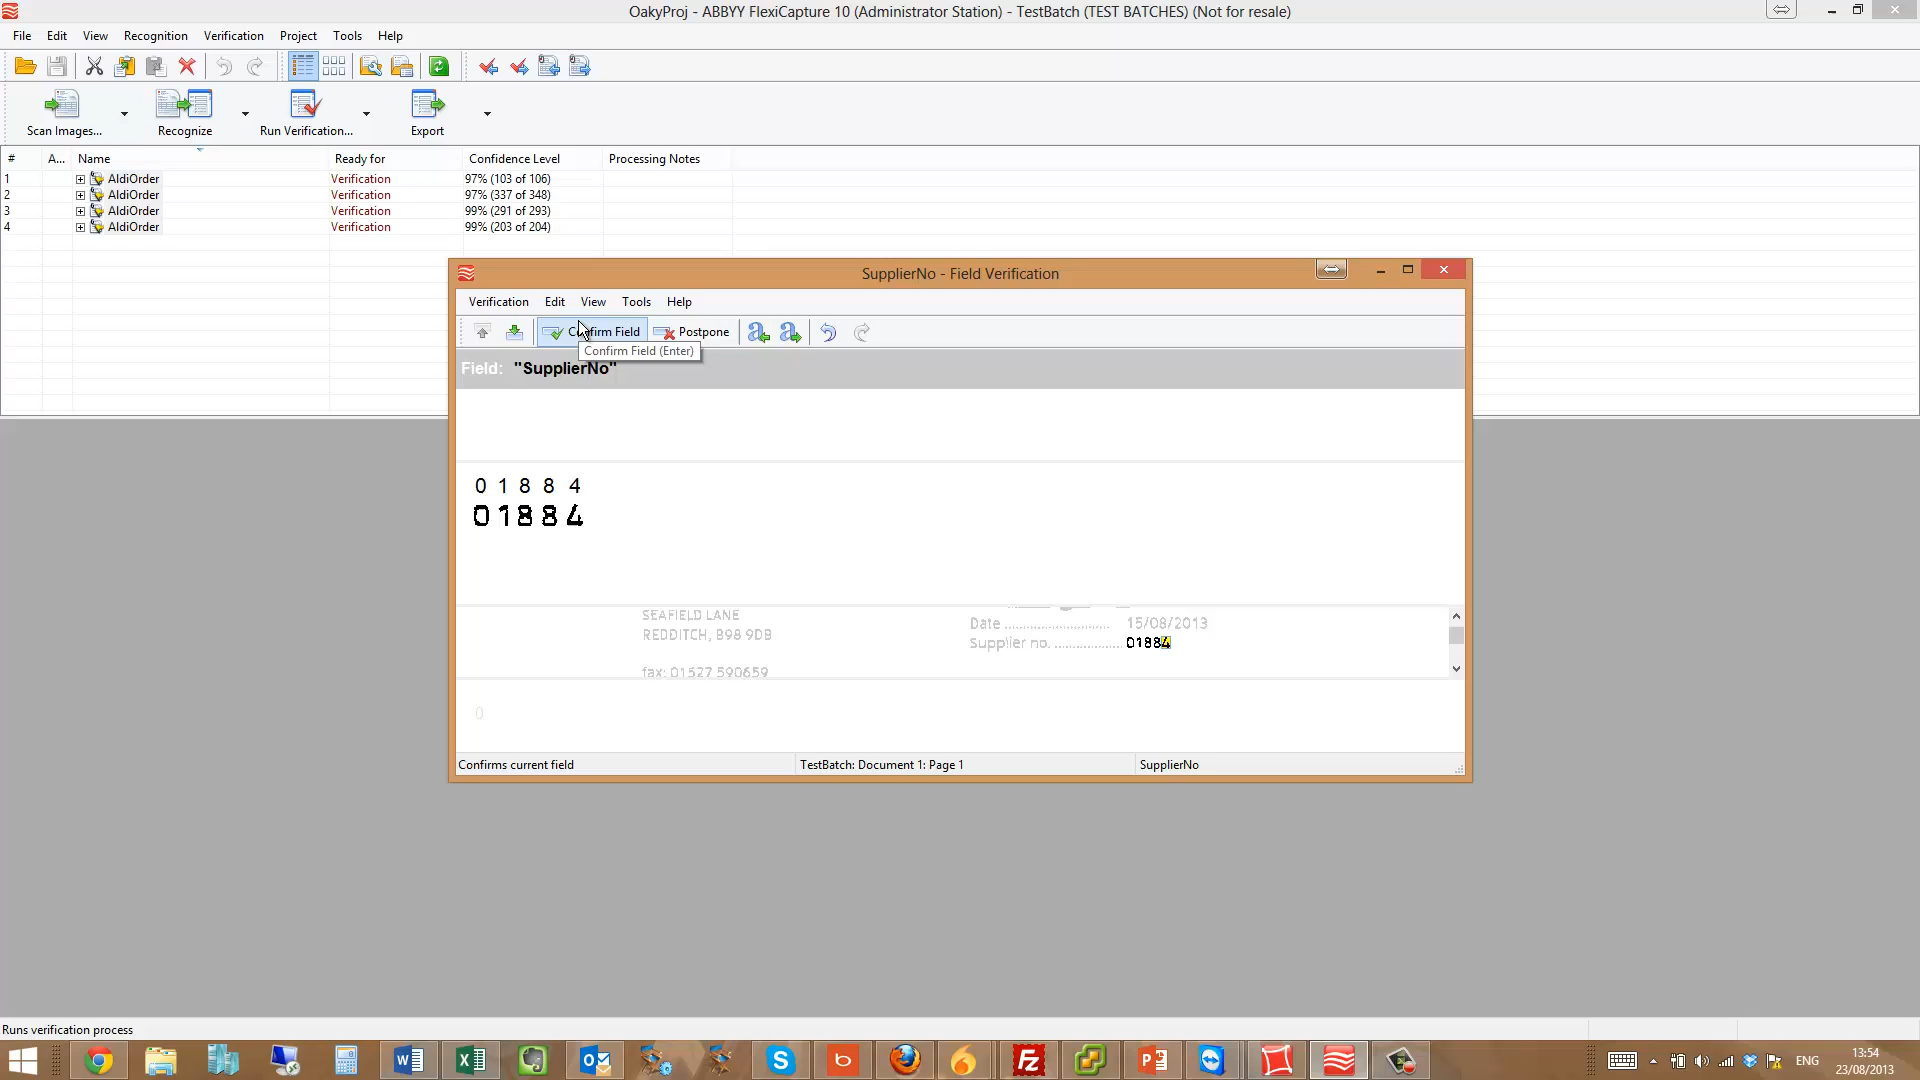 OakyProj - ABBYY FlexiCapture 10 (Administrator Station) - TestBatch (TEST BATCHES) (Not for resale)
File Edit View Recognition Verification Project Tools Help
Scan Images... Recognize Run Verification... Export
# A... Name Ready for Confidence Level Processing Notes
1 AldiOrder Verification 97% (103 of 106)
2 AldiOrder Verification 97% (337 of 348)
3 AldiOrder Verification 99% (291 of 293)
4 AldiOrder Verification 99% (203 of 204)
SupplierNo - Field Verification
Verification Edit View Tools Help
Confirm Field Postpone
Confirm Field (Enter)
Field: "SupplierNo"
0 1 8 8 4
0 1 8 8 4
SEAFIELD LANE
Date .......................... 15/08/2013
REDDITCH, B98 9DB
Supplier no. ................. 01884
fax: 01527 590659
0
Confirms current field TestBatch: Document 1: Page 1 SupplierNo
Runs verification process
ENG 13:54
23/08/2013